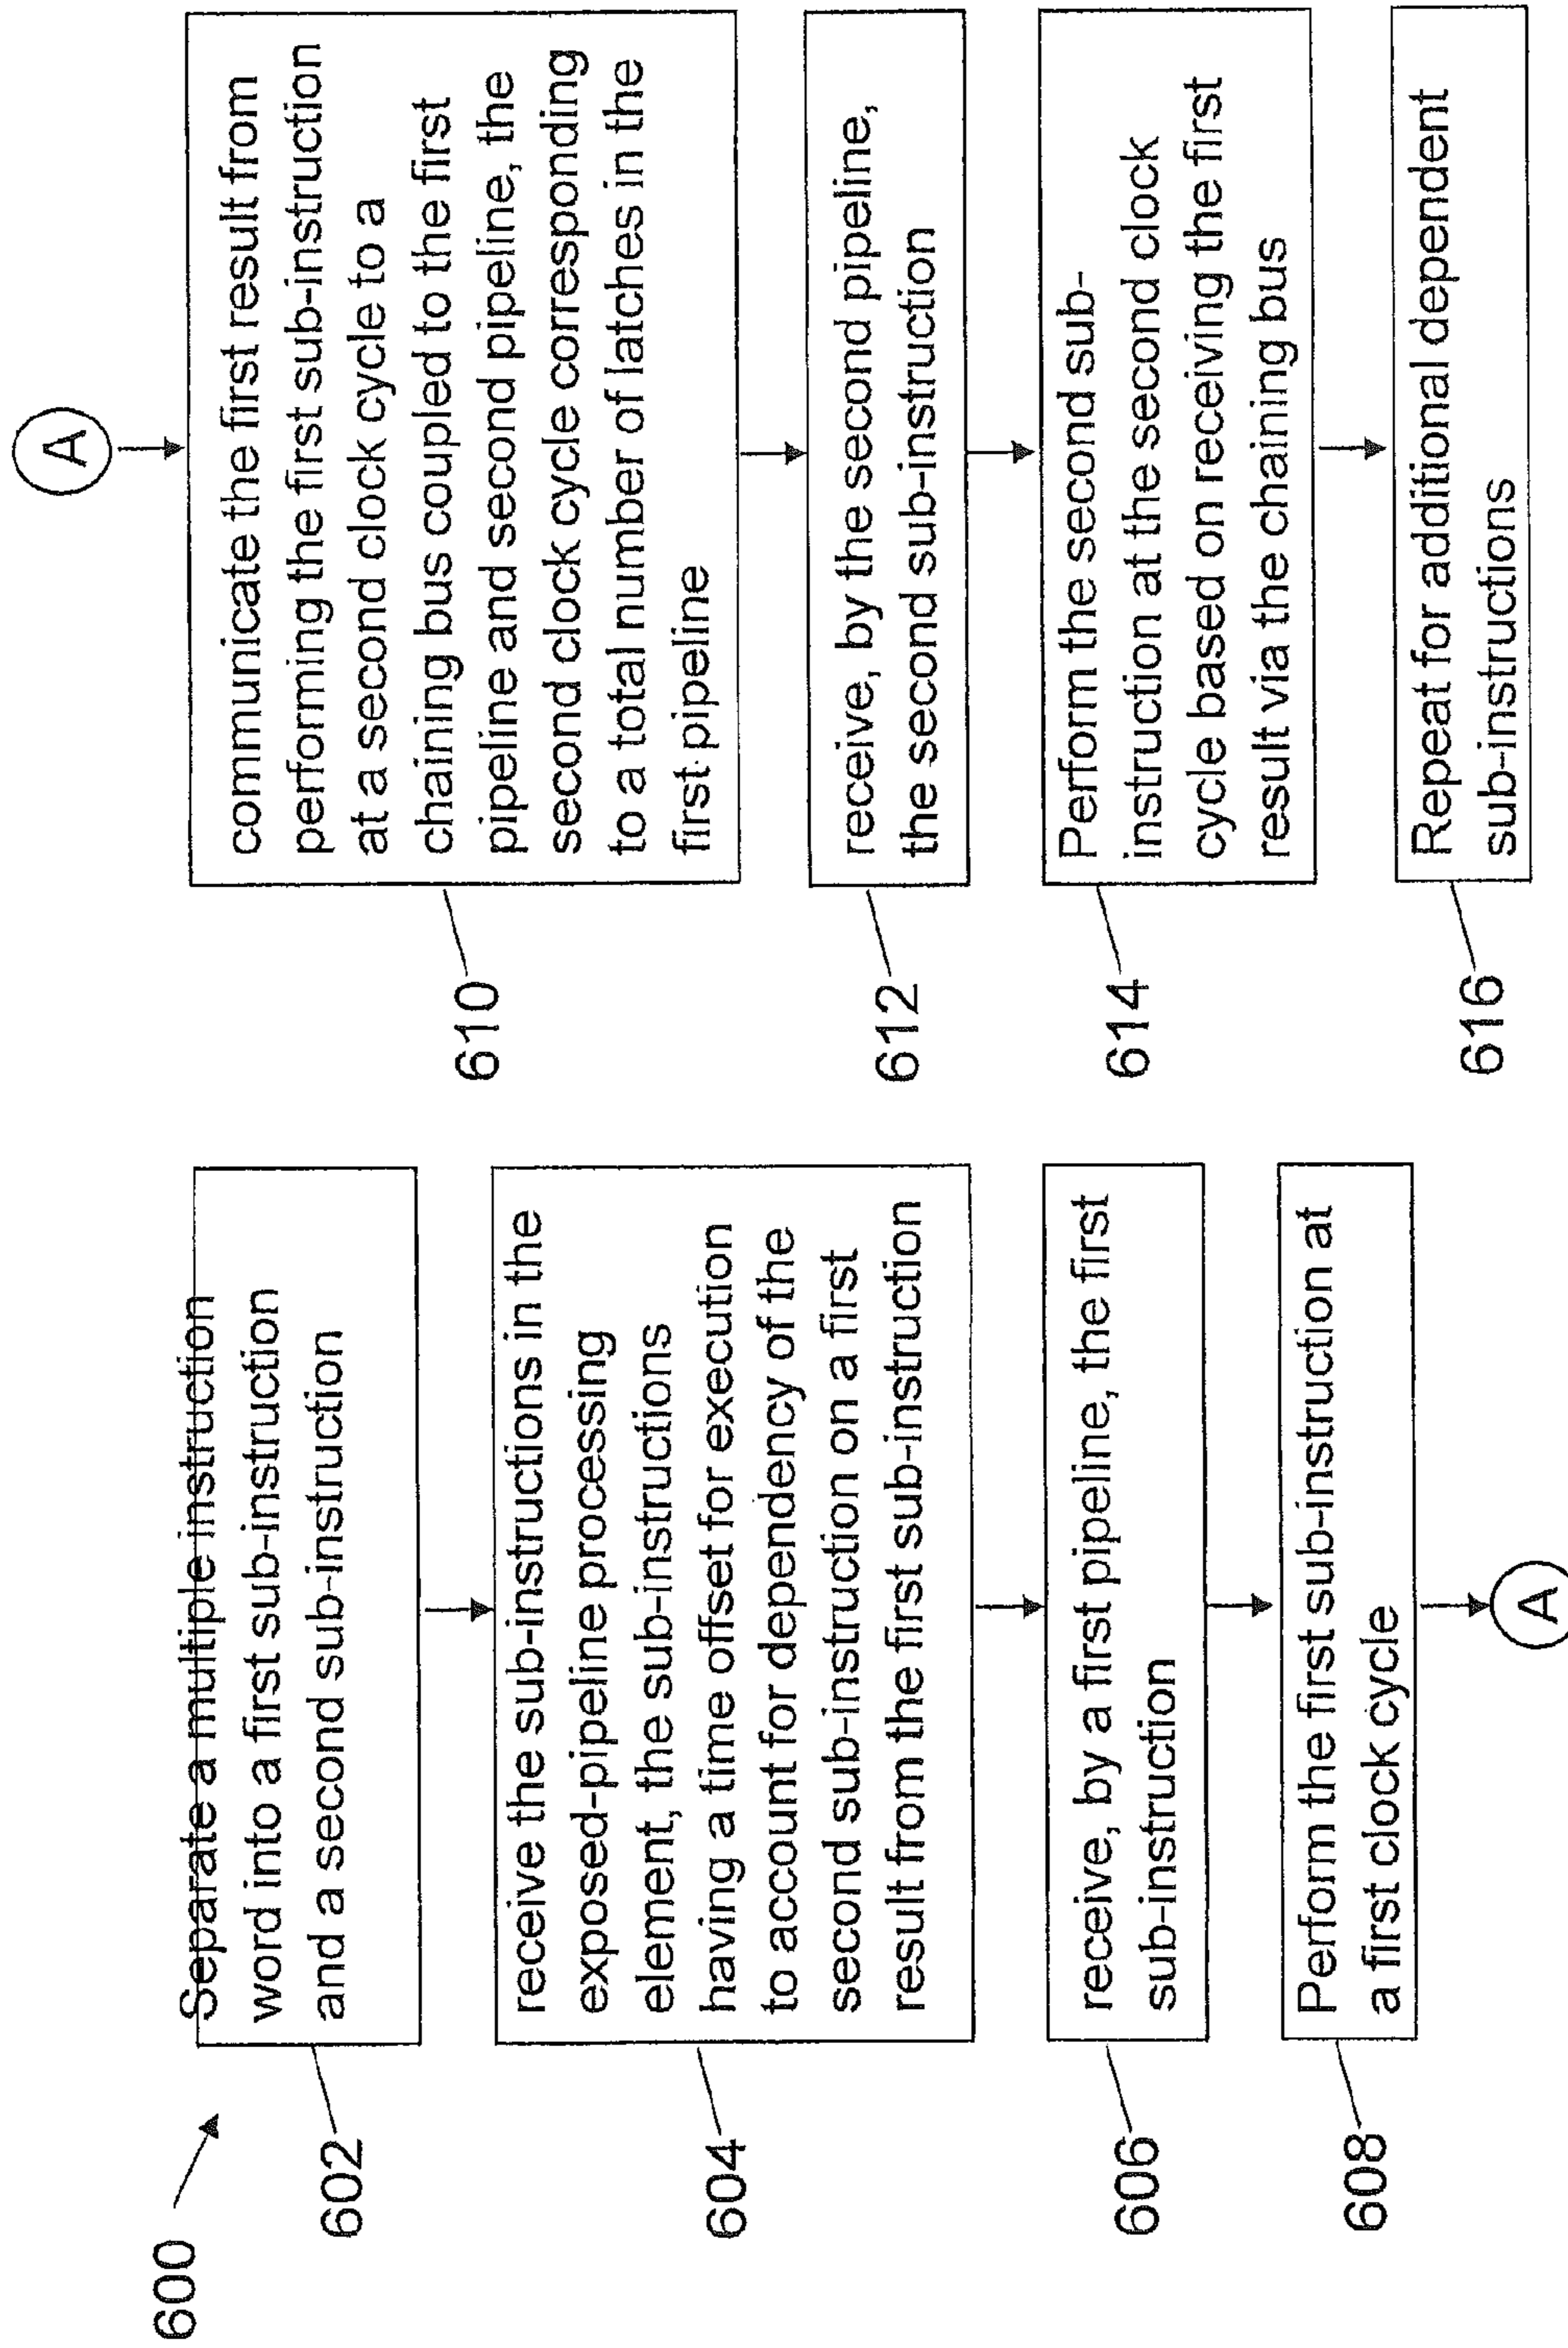 600
602
Separate a multiple instruction
word into a first sub-instruction
and a second sub-instruction
604
receive the sub-instructions in the
exposed-pipeline processing
element, the sub-instructions
having a time offset for execution
to account for dependency of the
second sub-instruction on a first
result from the first sub-instruction
606
receive, by a first pipeline, the first
sub-instruction
608
Perform the first sub-instruction at
a first clock cycle
A
A
610
communicate the first result from
performing the first sub-instruction
at a second clock cycle to a
chaining bus coupled to the first
pipeline and second pipeline, the
second clock cycle corresponding
to a total number of latches in the
first pipeline
612
receive, by the second pipeline,
the second sub-instruction
614
Perform the second sub-
instruction at the second clock
cycle based on receiving the first
result via the chaining bus
616
Repeat for additional dependent
sub-instructions